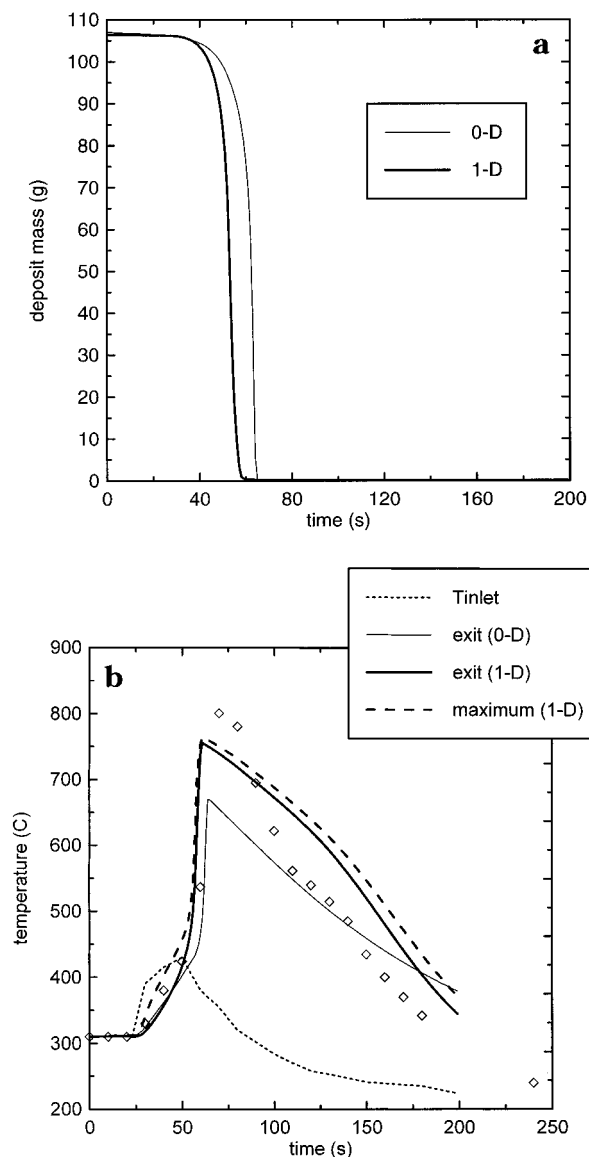 110
100
90
80
70
60
50
40
30
20
10
0
deposit mass (g)
a
0-D
1-D
0 40 80 120 160 200
time (s)
Tinlet
exit (0-D)
exit (1-D)
maximum (1-D)
900
800
700
600
500
400
300
200
temperature (C)
b
0 50 100 150 200 250
time (s)